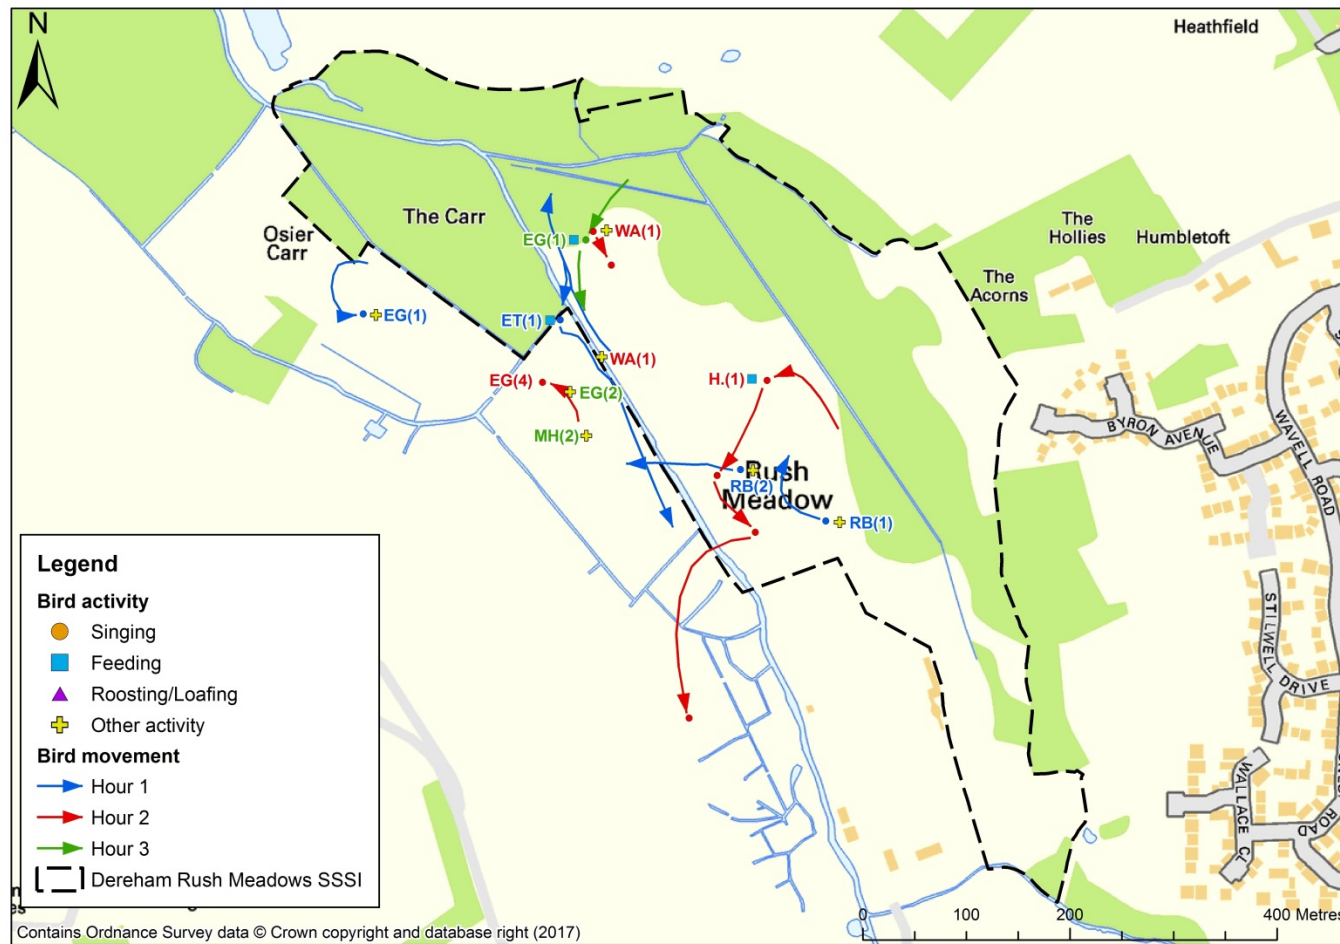 N
Heathfield
The Carr
Osier
Carr
The
Hollies
Humbletoft
The
Acorns
EG(1)
WA(1)
EG(1)
ET(1)
WA(1)
EG(4)
EG(2)
H.(1)
MH(2)
Rush
Meadow
RB(2)
RB(1)
BYRON AVENUE
WAVELL ROAD
STILWELL DRIVE
WALLACE CL
ROAD
Legend
Bird activity
Singing
Feeding
Roosting/Loafing
Other activity
Bird movement
Hour 1
Hour 2
Hour 3
Dereham Rush Meadows SSSI
0 100 200 400 Metres
Contains Ordnance Survey data © Crown copyright and database right (2017)